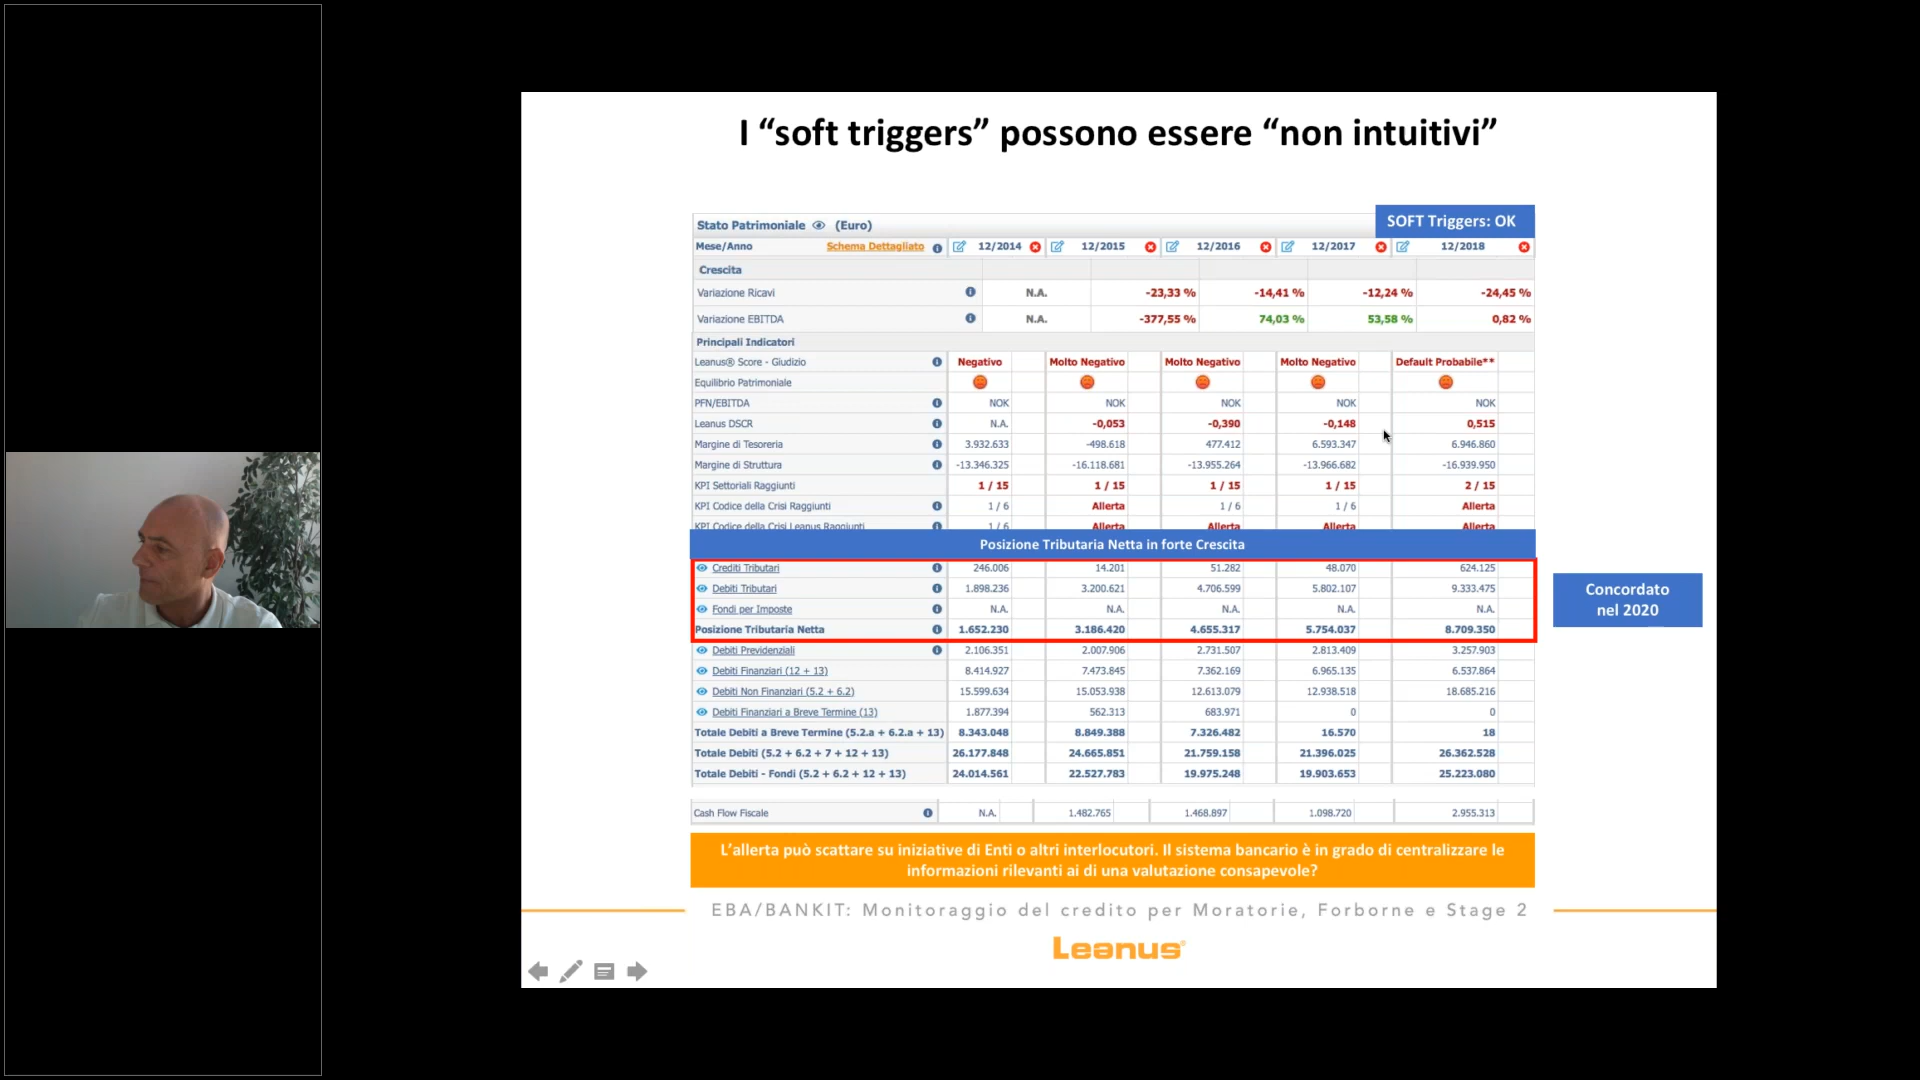 I “soft triggers” possono essere “non intuitivi”
SOFT Triggers: OK
Stato Patrimoniale (Euro)
Mese/Anno Schema Dettagliato 12/2014 12/2015 12/2016 12/2017 12/2018
Crescita
Variazione Ricavi N.A. -23,33 % -14,41 % -12,24 % -24,45 %
Variazione EBITDA N.A. -377,55 % 74,03 % 53,58 % 0,82 %
Principali Indicatori
Leanus® Score - Giudizio Negativo Molto Negativo Molto Negativo Molto Negativo Default Probabile**
Equilibrio Patrimoniale
PFN/EBITDA NOK NOK NOK NOK NOK
Leanus DSCR N.A. -0,053 -0,390 -0,148 0,515
Margine di Tesoreria 3.932.633 -498.618 477.412 6.593.347 6.946.860
Margine di Struttura -13.346.325 -16.118.681 -13.955.264 -13.966.682 -16.939.950
KPI Settoriali Raggiunti 1 / 15 1 / 15 1 / 15 1 / 15 2 / 15
KPI Codice della Crisi Raggiunti 1 / 6 Allerta 1 / 6 1 / 6 Allerta
KPI Codice della Crisi Leanus Raggiunti 1 / 6 Allerta Allerta Allerta Allerta
Posizione Tributaria Netta in forte Crescita
Crediti Tributari 246.006 14.201 51.282 48.070 624.125
Debiti Tributari 1.898.236 3.200.621 4.706.599 5.802.107 9.333.475
Fondi per Imposte N.A. N.A. N.A. N.A. N.A.
Posizione Tributaria Netta 1.652.230 3.186.420 4.655.317 5.754.037 8.709.350
Concordato
nel 2020
Debiti Previdenziali 2.106.351 2.007.906 2.731.507 2.813.409 3.257.903
Debiti Finanziari (12 + 13) 8.414.927 7.473.845 7.362.169 6.965.135 6.537.864
Debiti Non Finanziari (5.2 + 6.2) 15.599.634 15.053.938 12.613.079 12.938.518 18.685.216
Debiti Finanziari a Breve Termine (13) 1.877.394 562.313 683.971 0 0
Totale Debiti a Breve Termine (5.2.a + 6.2.a + 13) 8.343.048 8.849.388 7.326.482 16.570 18
Totale Debiti (5.2 + 6.2 + 7 + 12 + 13) 26.177.848 24.665.851 21.759.158 21.396.025 26.362.528
Totale Debiti - Fondi (5.2 + 6.2 + 12 + 13) 24.014.561 22.527.783 19.975.248 19.903.653 25.223.080
Cash Flow Fiscale N.A. 1.482.765 1.468.897 1.098.720 2.955.313
L’allerta può scattare su iniziative di Enti o altri interlocutori. Il sistema bancario è in grado di centralizzare le
informazioni rilevanti ai di una valutazione consapevole?
EBA/BANKIT: Monitoraggio del credito per Moratorie, Forborne e Stage 2
Leanus®